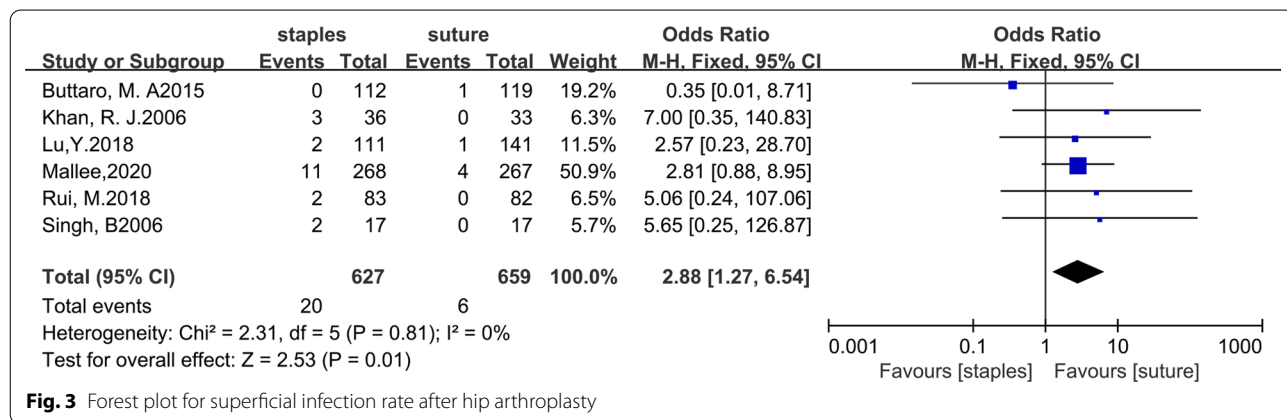 staples suture Odds Ratio Odds Ratio
Study or Subgroup Events Total Events Total Weight M-H, Fixed, 95% CI M-H, Fixed, 95% CI
Buttaro, M. A2015 0 112 1 119 19.2% 0.35 [0.01, 8.71]
Khan, R. J.2006 3 36 0 33 6.3% 7.00 [0.35, 140.83]
Lu,Y.2018 2 111 1 141 11.5% 2.57 [0.23, 28.70]
Mallee,2020 11 268 4 267 50.9% 2.81 [0.88, 8.95]
Rui, M.2018 2 83 0 82 6.5% 5.06 [0.24, 107.06]
Singh, B2006 2 17 0 17 5.7% 5.65 [0.25, 126.87]
Total (95% CI) 627 659 100.0% 2.88 [1.27, 6.54]
Total events 20 6
Heterogeneity: Chi² = 2.31, df = 5 (P = 0.81); I² = 0%
Test for overall effect: Z = 2.53 (P = 0.01)
0.001 0.1 1 10 1000
Favours [staples] Favours [suture]
Fig. 3 Forest plot for superficial infection rate after hip arthroplasty